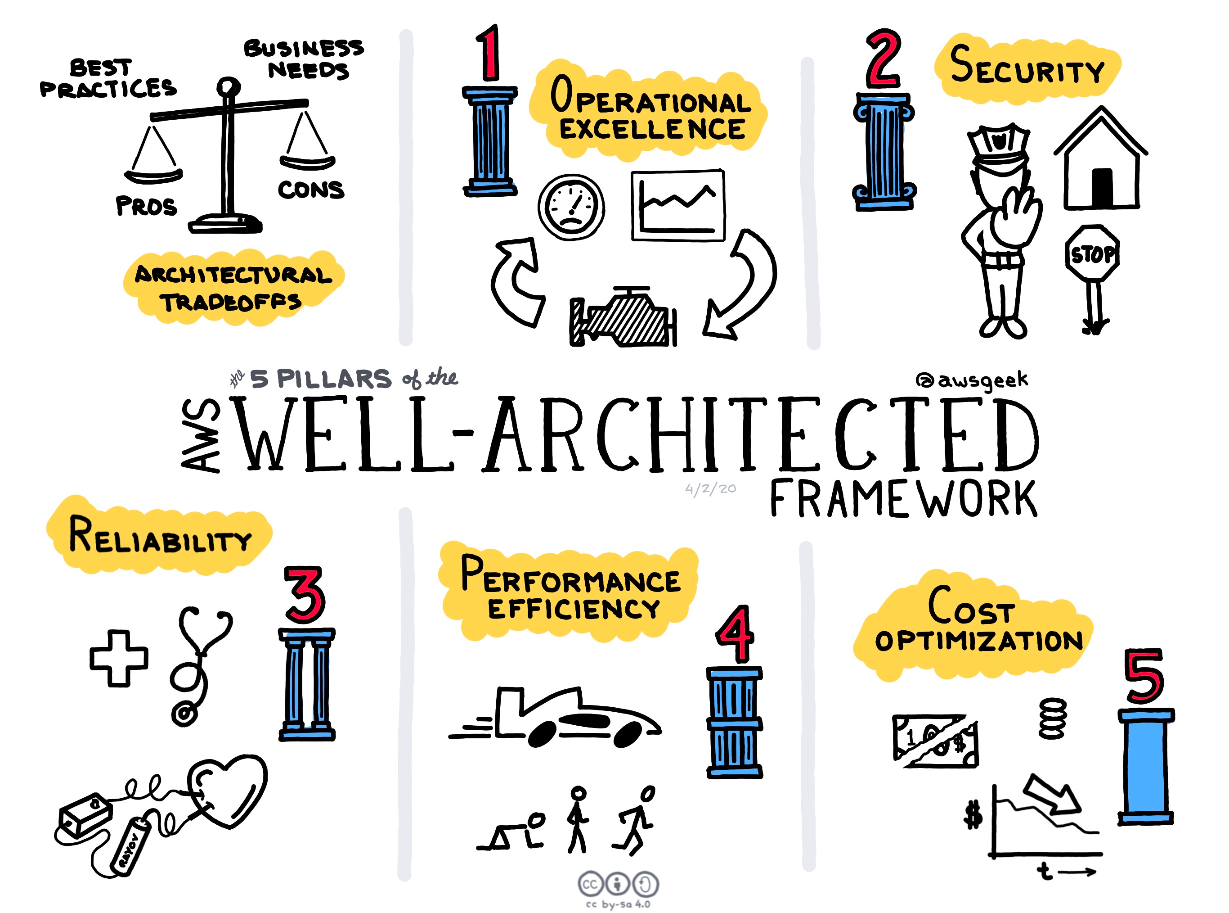 BEST
PRACTICES
BUSINESS
NEEDS
PROS
CONS
ARCHITECTURAL
TRADEOFFS
1
OPERATIONAL
EXCELLENCE
2
SECURITY
STOP
the 5 PILLARS of the
@awsgeek
AWS WELL-ARCHITECTED
4/2/20
FRAMEWORK
RELIABILITY
3
RAYOV
PERFORMANCE
EFFICIENCY
4
COST
OPTIMIZATION
5
$
$
t
cc
cc by-sa 4.0